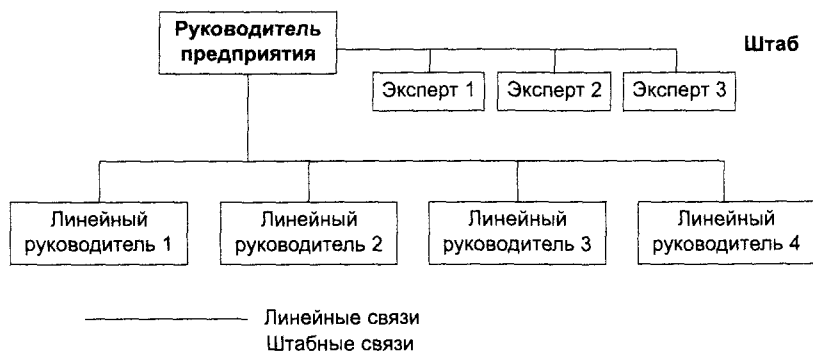 Руководитель
предприятия
Штаб
Эксперт 1
Эксперт 2
Эксперт 3
Линейный
руководитель 1
Линейный
руководитель 2
Линейный
руководитель 3
Линейный
руководитель 4
Линейные связи
Штабные связи